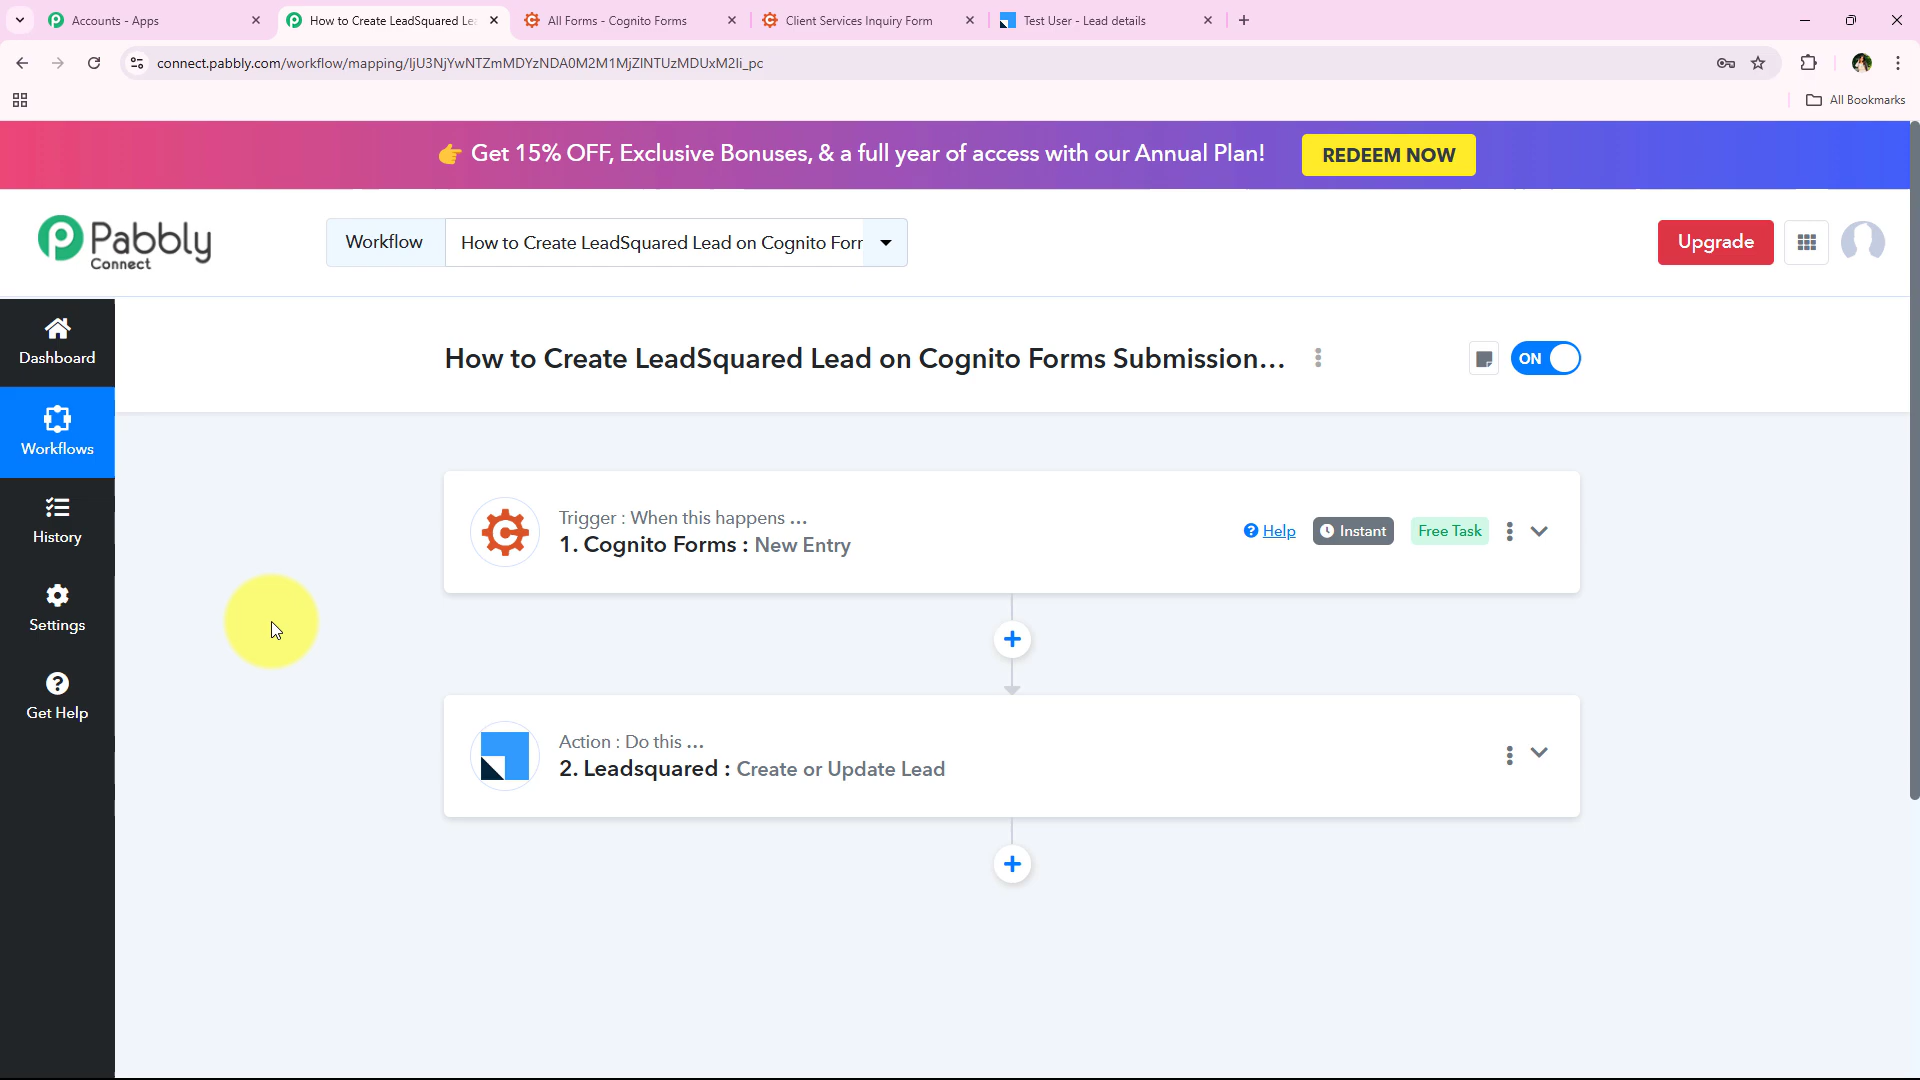 Accounts - Apps
How to Create LeadSquared Le
All Forms - Cognito Forms
Client Services Inquiry Form
Test User - Lead details
connect.pabbly.com/workflow/mapping/IjU3NjYwNTZmMDYzNDA0M2M1MjZlNTUzMDUxM2Ii_pc
All Bookmarks
👉 Get 15% OFF, Exclusive Bonuses, & a full year of access with our Annual Plan!
REDEEM NOW
Pabbly
Connect
Workflow
How to Create LeadSquared Lead on Cognito Forr
Upgrade
Dashboard
Workflows
History
Settings
Get Help
How to Create LeadSquared Lead on Cognito Forms Submission...
ON
Trigger : When this happens ...
1. Cognito Forms : New Entry
Help
Instant
Free Task
Action : Do this ...
2. Leadsquared : Create or Update Lead